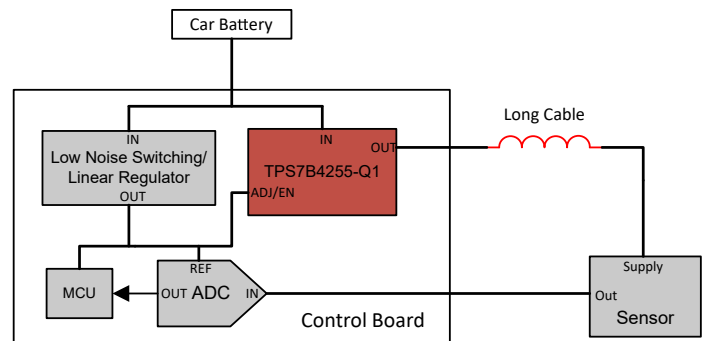 Car Battery
IN
Low Noise Switching/
Linear Regulator
OUT
IN
OUT
TPS7B4255-Q1
ADJ/EN
Long Cable
MCU
REF
OUT ADC IN
Control Board
Supply
Out
Sensor